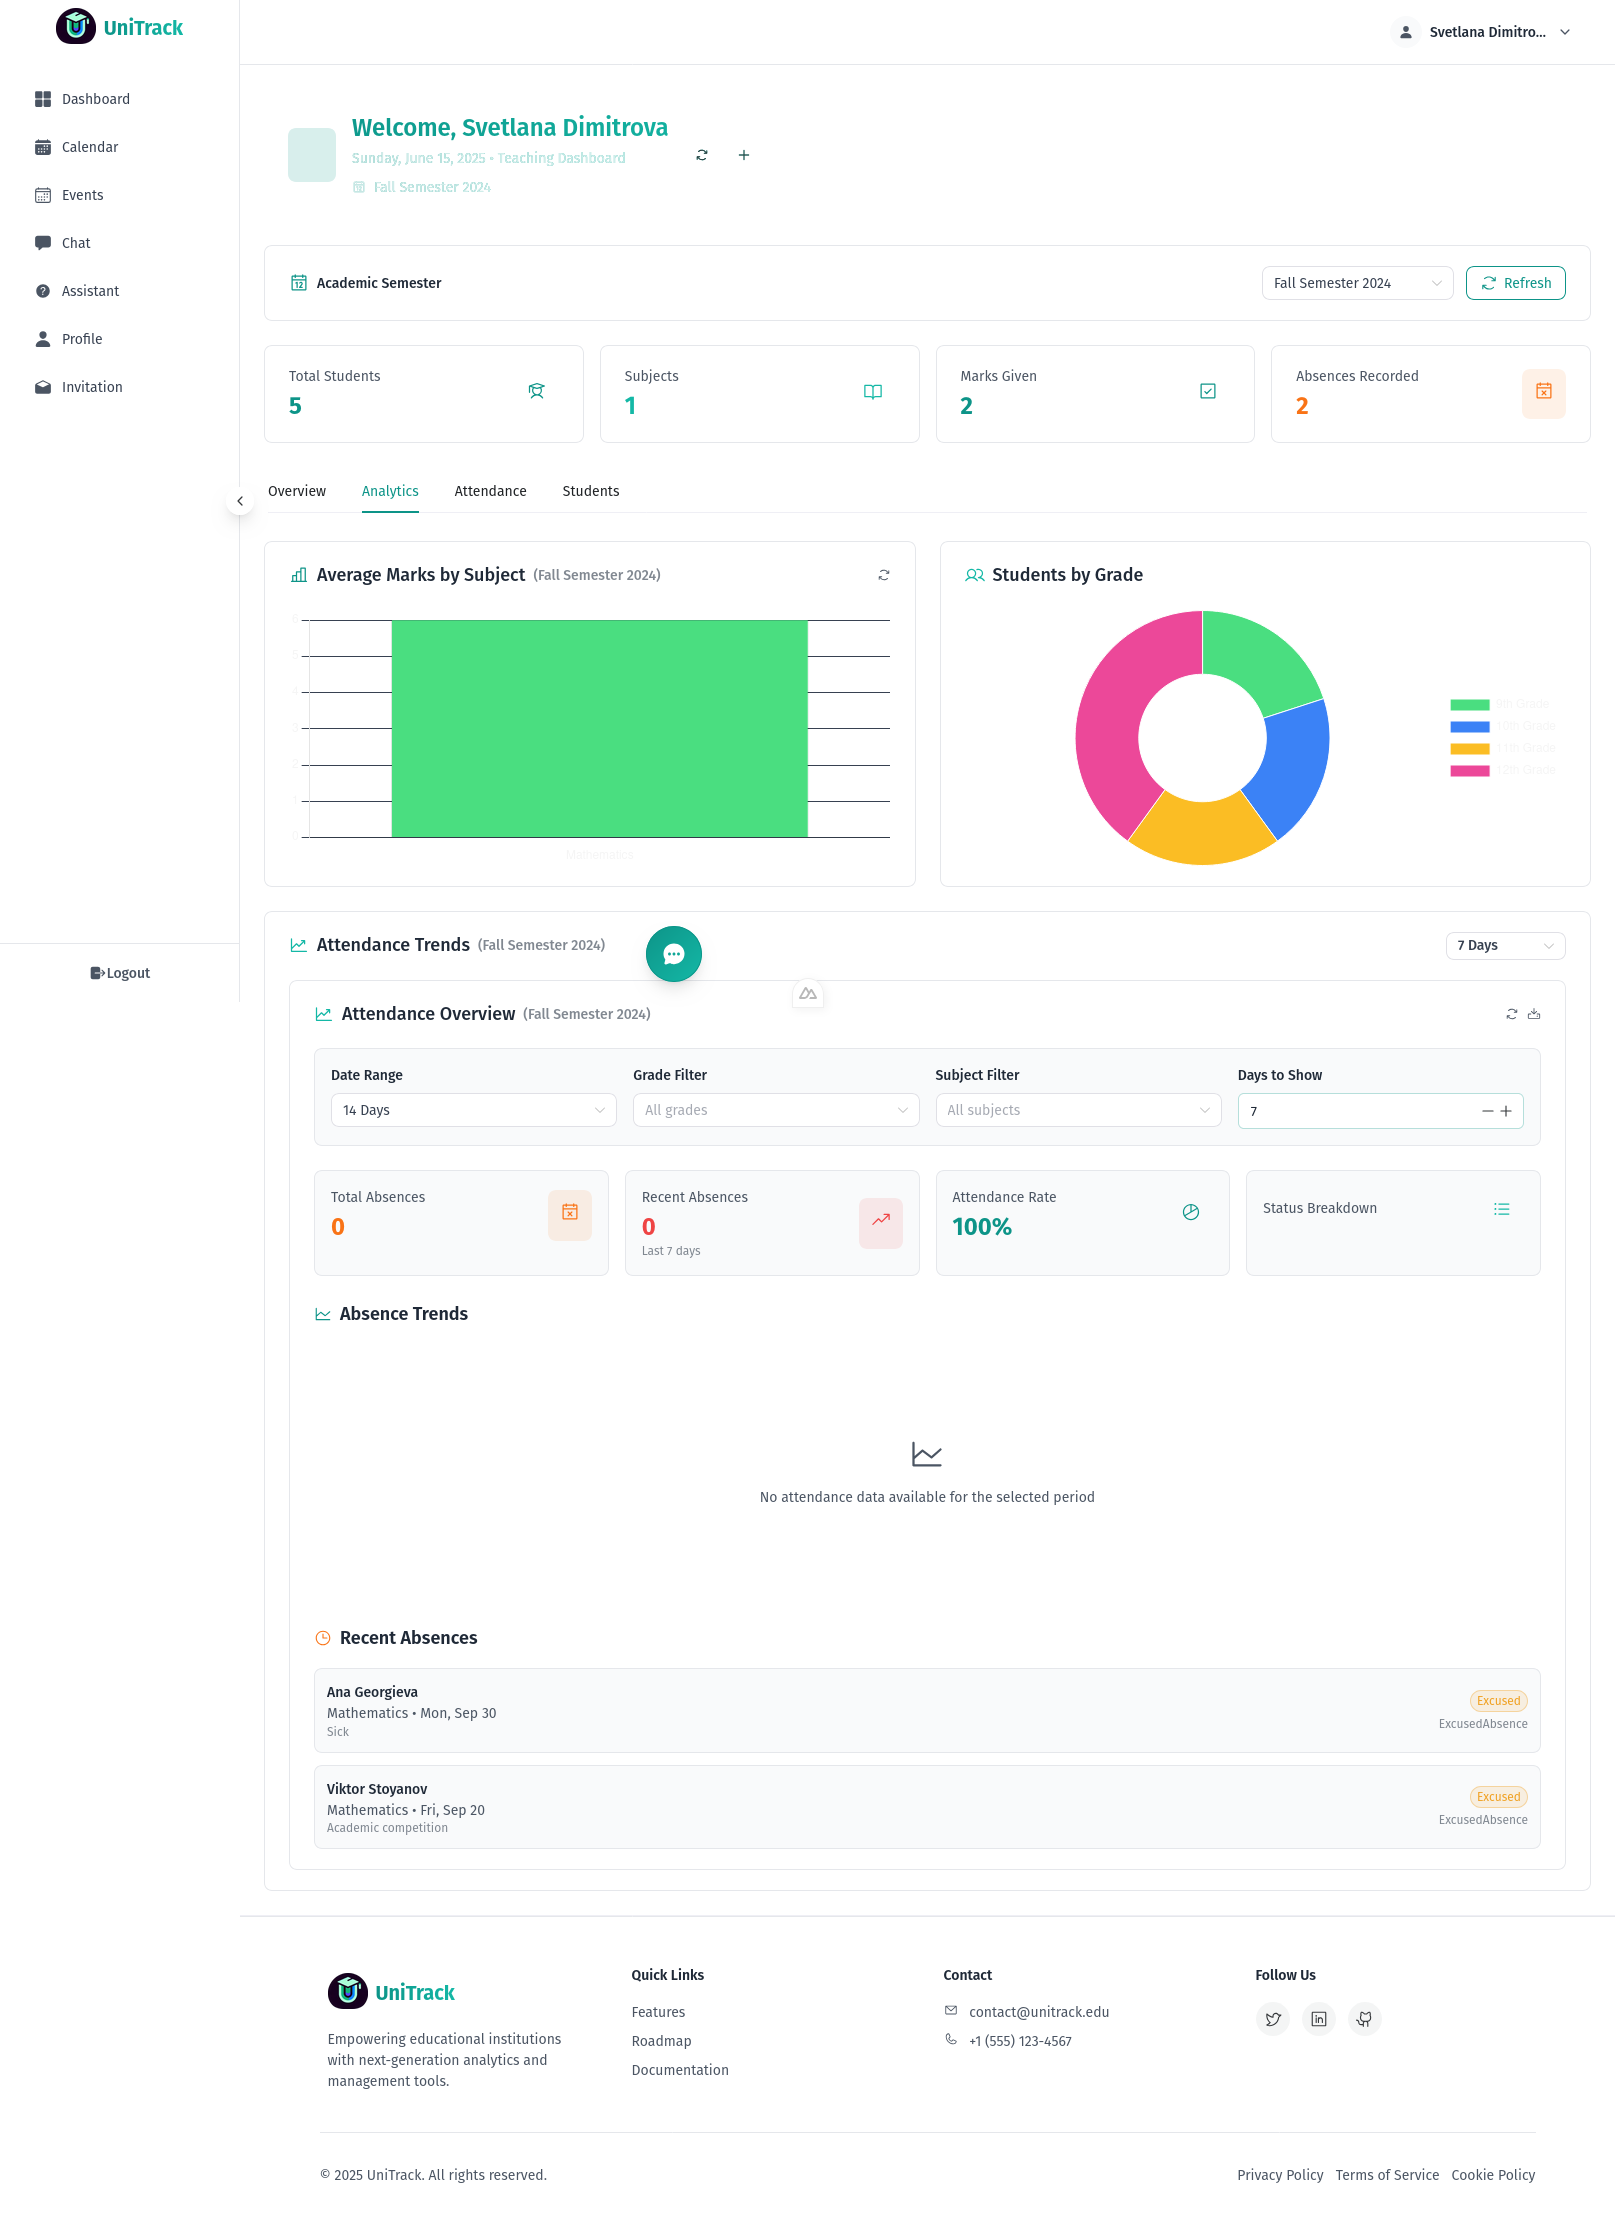 UniTrack
Svetlana Dimitro...
Dashboard
Calendar
Events
Chat
Assistant
Profile
Invitation
Logout
Welcome, Svetlana Dimitrova
Sunday, June 15, 2025 • Teaching Dashboard
Fall Semester 2024
Academic Semester
Fall Semester 2024
Refresh
Total Students
5
Subjects
1
Marks Given
2
Absences Recorded
2
Overview
Analytics
Attendance
Students
Average Marks by Subject (Fall Semester 2024)
Mathematics
Students by Grade
9th Grade
10th Grade
11th Grade
12th Grade
Attendance Trends (Fall Semester 2024)
7 Days
Attendance Overview (Fall Semester 2024)
Date Range
14 Days
Grade Filter
All grades
Subject Filter
All subjects
Days to Show
7
Total Absences
0
Recent Absences
0
Last 7 days
Attendance Rate
100%
Status Breakdown
Absence Trends
No attendance data available for the selected period
Recent Absences
Ana Georgieva
Mathematics • Mon, Sep 30
Sick
Excused
ExcusedAbsence
Viktor Stoyanov
Mathematics • Fri, Sep 20
Academic competition
Excused
ExcusedAbsence
UniTrack
Empowering educational institutions
with next-generation analytics and
management tools.
Quick Links
Features
Roadmap
Documentation
Contact
contact@unitrack.edu
+1 (555) 123-4567
Follow Us
© 2025 UniTrack. All rights reserved.
Privacy Policy
Terms of Service
Cookie Policy